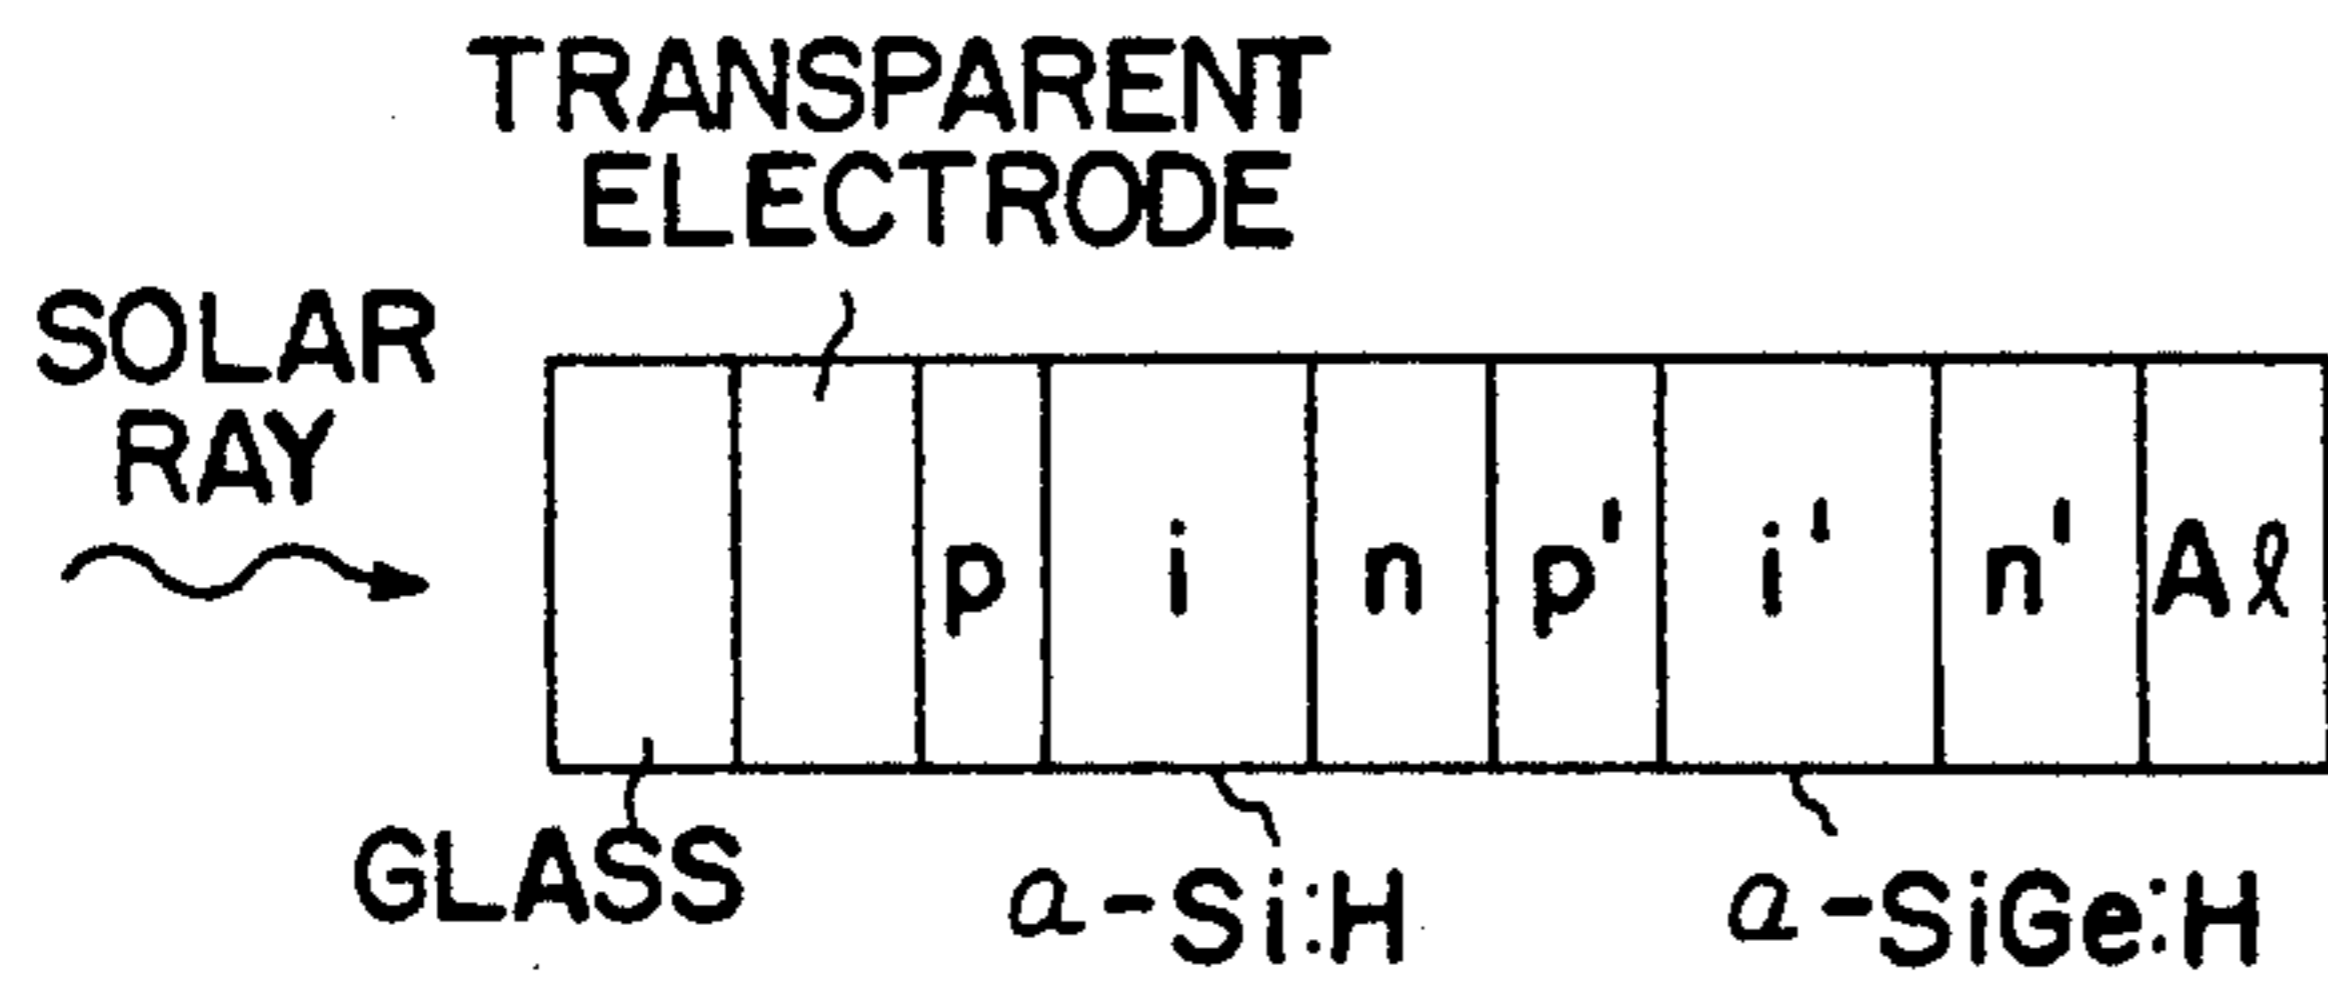 TRANSPARENT
ELECTRODE
SOLAR
RAY
p i n p' i' n' Al
GLASS
a-Si:H
a-SiGe:H